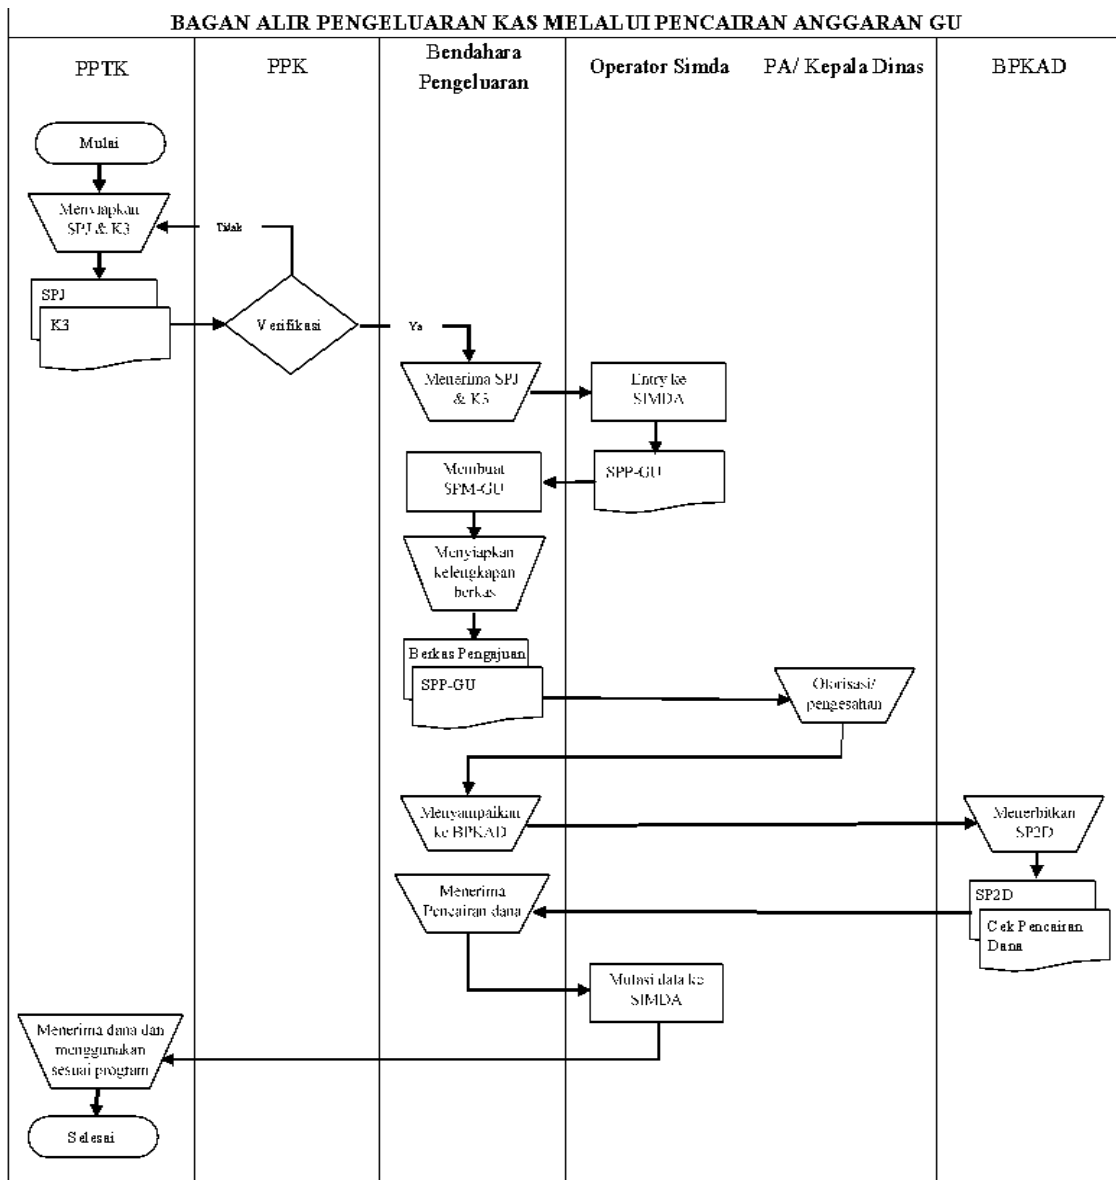 BAGAN ALIR PENGELUARAN KAS MELALUI PENCAIRAN ANGGARAN GU
PPTK
PPK
Bendahara
Pengeluaran
Operator Simda
PA/ Kepala Dinas
BPKAD
Mulai
Menyiapkan
SPJ & K3
Tidak
SPJ
K3
Verifikasi
Ya
Menerima SPJ
& K3
Entry ke
SIMDA
SPP-GU
Membuat
SPM-GU
Menyiapkan
kelengkapan
berkas
Berkas Pengajuan
SPP-GU
Otorisasi/
pengesahan
Menyampaikan
ke BPKAD
Menerbitkan
SP2D
SP2D
Cek Pencairan
Dana
Menerima
Pencairan dana
Mutasi data ke
SIMDA
Menerima dana dan
menggunakan
sesuai program
Selesai